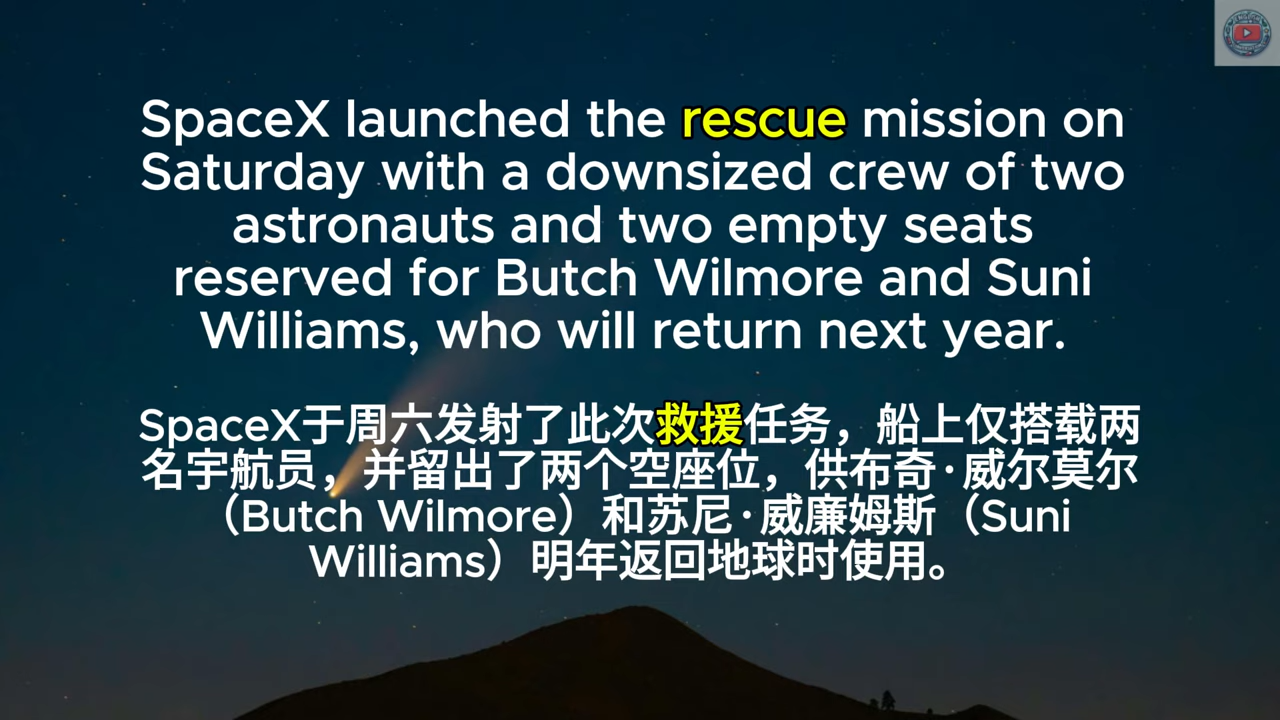 SpaceX launched the rescue mission on
Saturday with a downsized crew of two
astronauts and two empty seats
reserved for Butch Wilmore and Suni
Williams, who will return next year.
SpaceX于周六发射了此次救援任务，船上仅搭载两
名宇航员，并留出了两个空座位，供布奇·威尔莫尔
（Butch Wilmore）和苏尼·威廉姆斯（Suni
Williams）明年返回地球时使用。